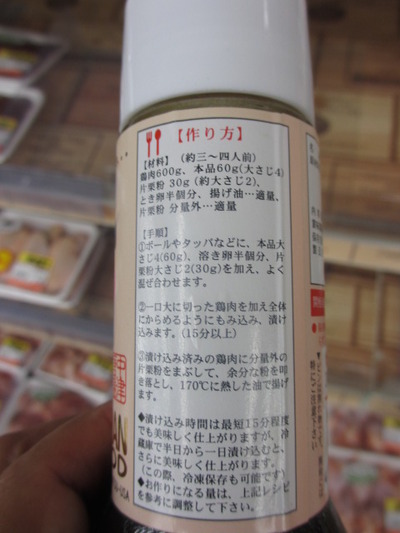 【作り方】
【材料】 (約三〜四人前)
鶏肉600g、本品60g(大さじ4)
片栗粉 30g (約大さじ2)、
とき卵半個分、揚げ油…適量、
片栗粉 分量外…適量
【手順】
①ボールやタッパなどに、本品大
さじ4(60g)、溶き卵半個分、片
栗粉大さじ2(30g)を加え、よく
混ぜ合わせます。
②一口大に切った鶏肉を加え全体
にからめるようにもみ込み、漬け
込みます。(15分以上)
③漬け込み済みの鶏肉に分量外の
片栗粉をまぶして、余分な粉を叩
き落とし、170℃に熱した油で揚げ
ます。
◆漬け込み時間は最短15分程度
でも美味しく仕上がりますが、冷
蔵庫で半日から一日漬け込むと、
さらに美味しく仕上がります。
(この際、冷凍保存も可能です)
◆お作りになる量は、上記レシピ
を参考に調整して下さい。
中津